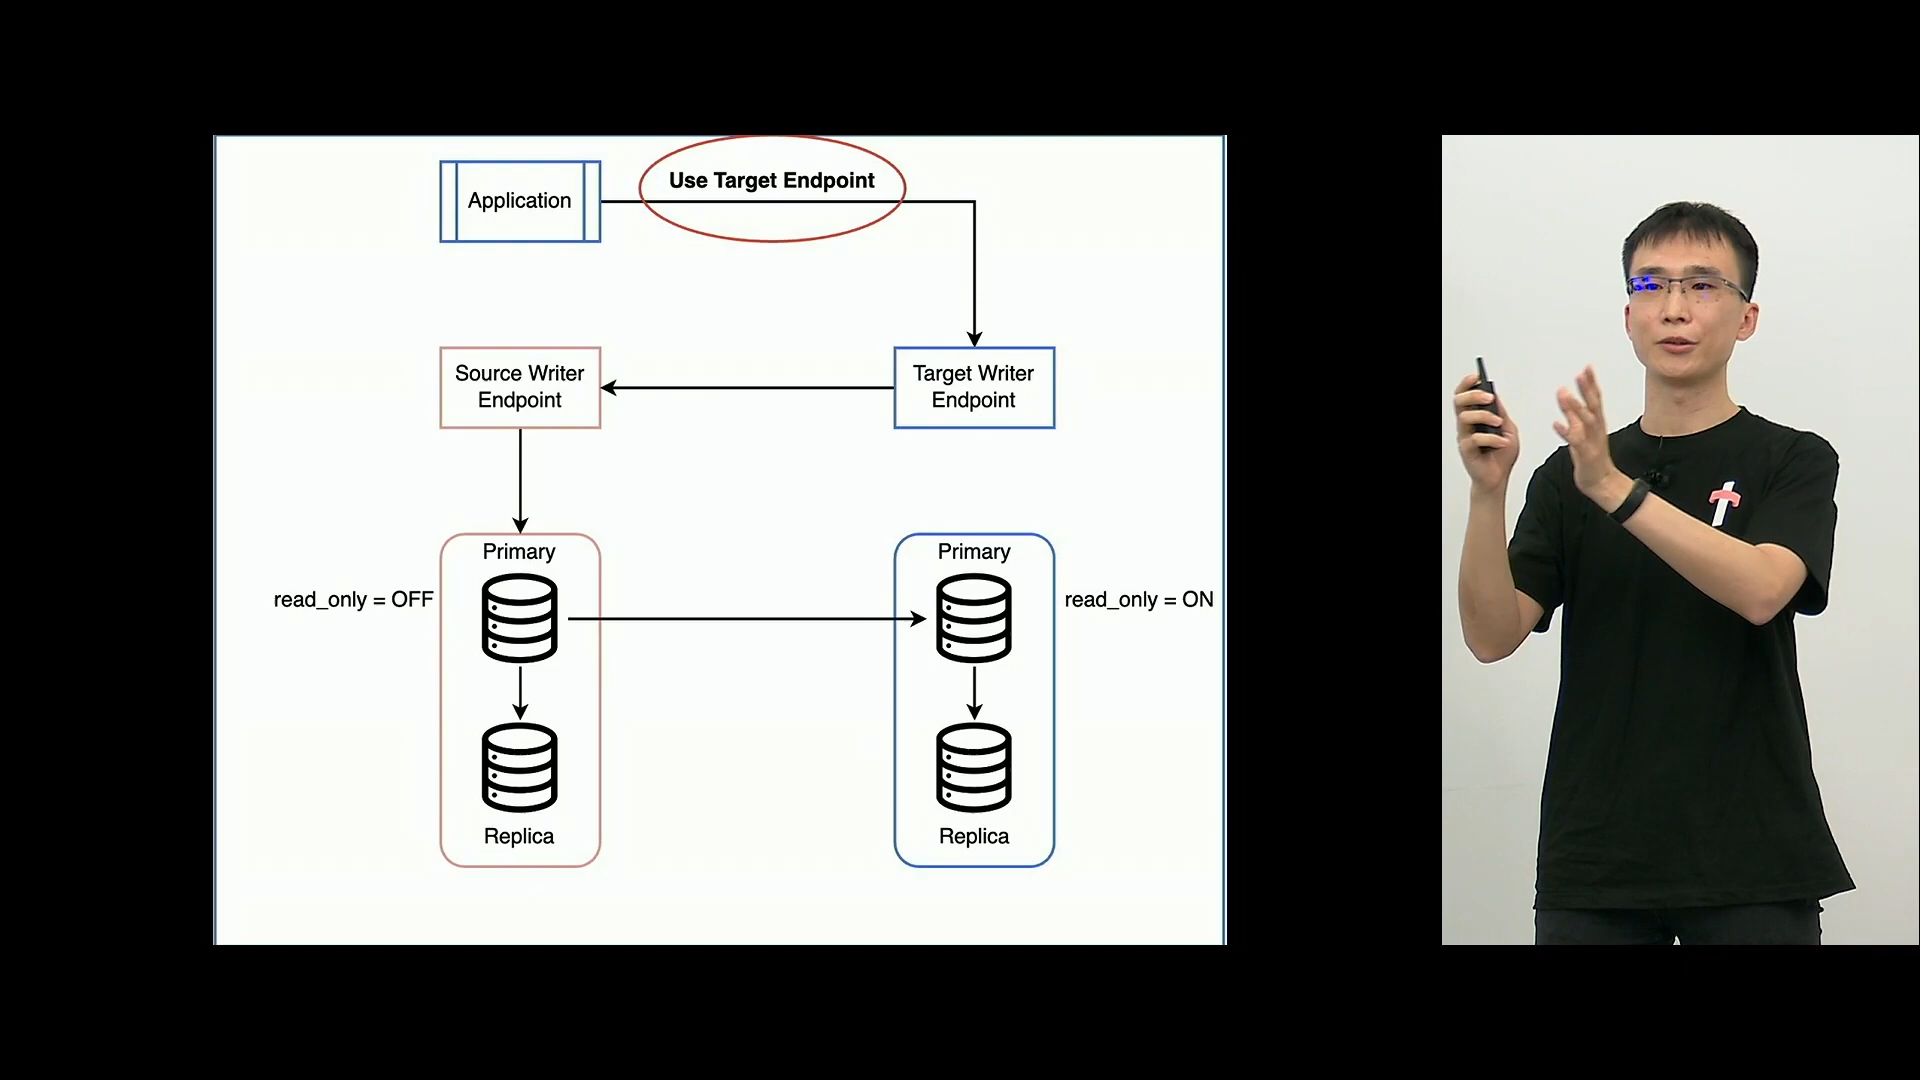 Use Target Endpoint
Application
Source Writer
Endpoint
Target Writer
Endpoint
Primary
Primary
read_only = OFF
read_only = ON
Replica
Replica